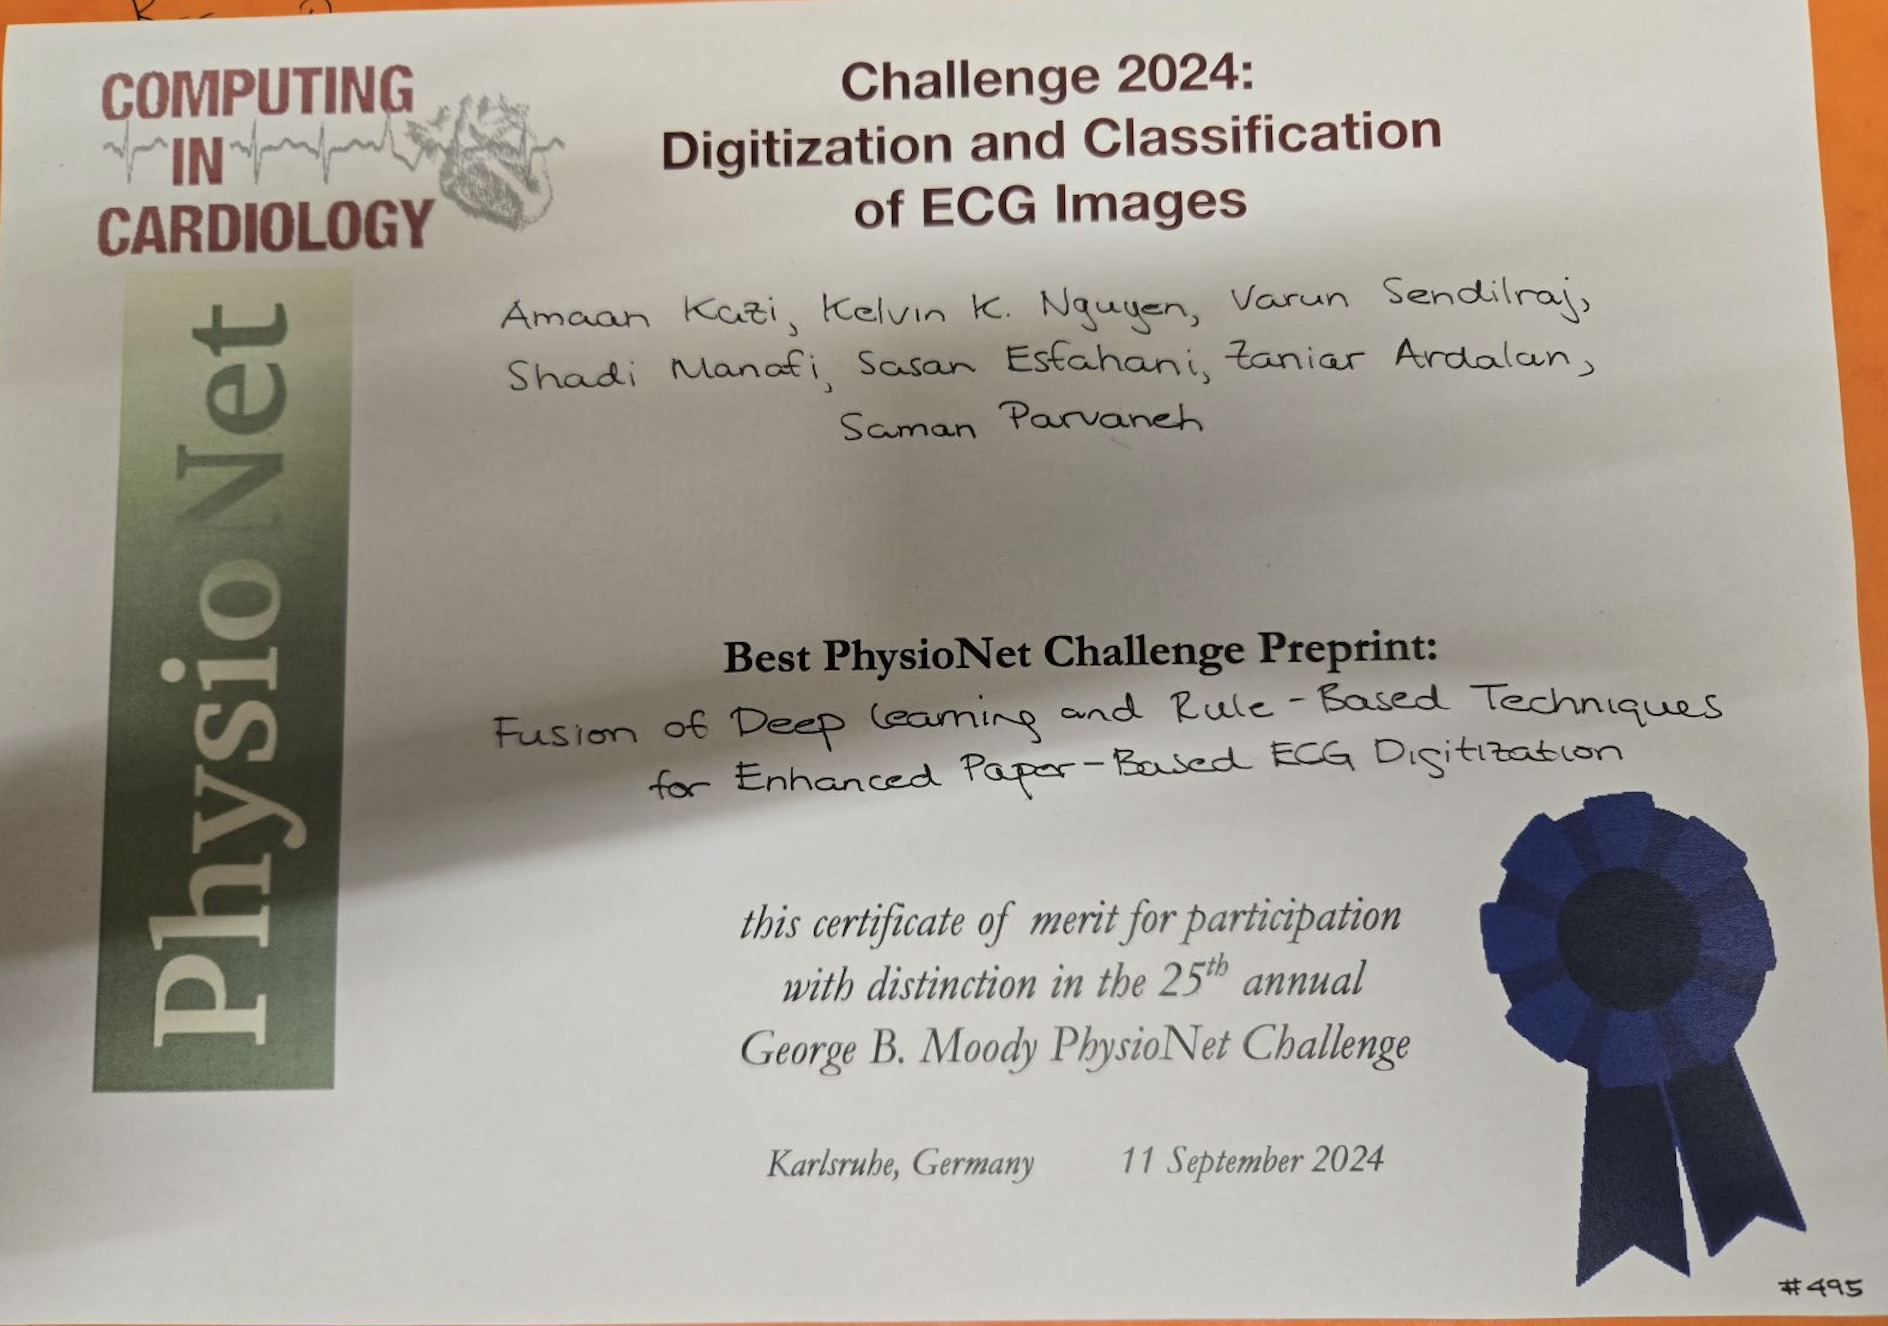 COMPUTING
IN
CARDIOLOGY
PhysioNet
Challenge 2024:
Digitization and Classification
of ECG Images
Amaan Kazi, Kelvin K. Nguyen, Varun Sendilraj,
Shadi Manafi, Sasan Esfahani, Zaniar Ardalan,
Saman Parvaneh
Best PhysioNet Challenge Preprint:
Fusion of Deep Learning and Rule-Based Techniques
for Enhanced Paper-Based ECG Digitization
this certificate of merit for participation
with distinction in the 25th annual
George B. Moody PhysioNet Challenge
Karlsruhe, Germany 11 September 2024
#495